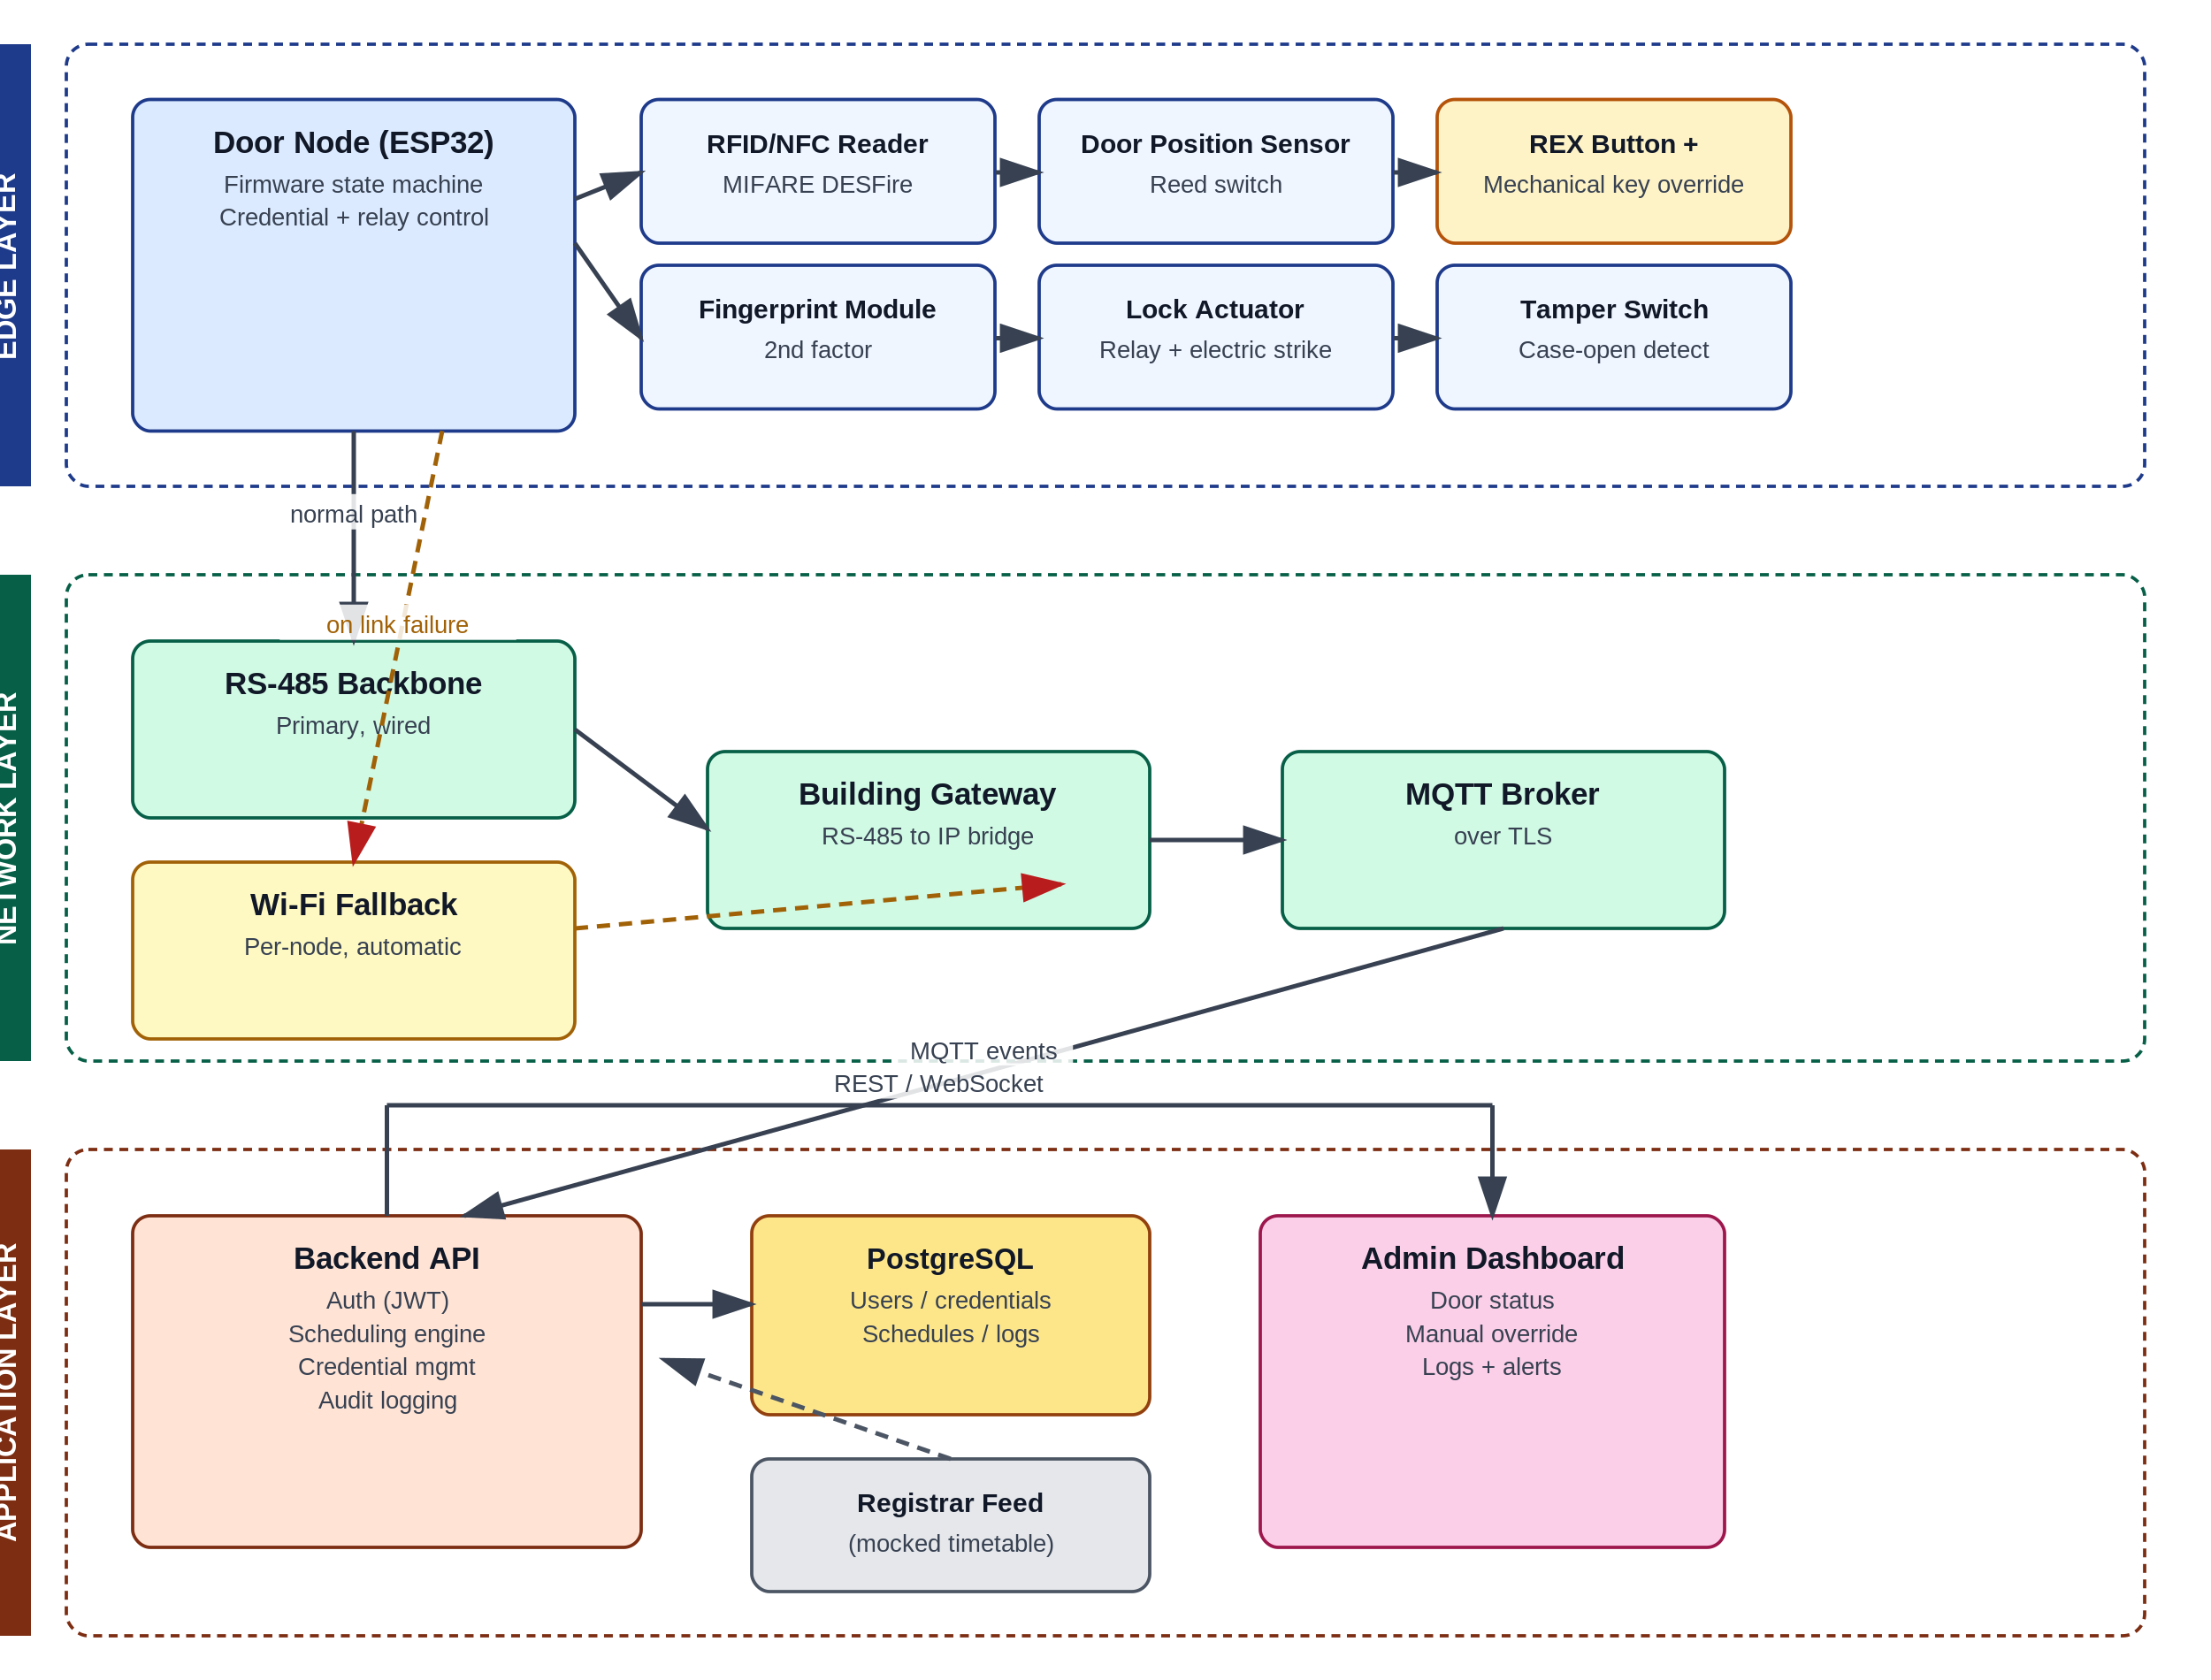 EDGE LAYER
Door Node (ESP32)
Firmware state machine
Credential + relay control
RFID/NFC Reader
MIFARE DESFire
Door Position Sensor
Reed switch
REX Button +
Mechanical key override
Fingerprint Module
2nd factor
Lock Actuator
Relay + electric strike
Tamper Switch
Case-open detect
normal path
NETWORK LAYER
on link failure
RS-485 Backbone
Primary, wired
Building Gateway
RS-485 to IP bridge
MQTT Broker
over TLS
Wi-Fi Fallback
Per-node, automatic
MQTT events
REST / WebSocket
APPLICATION LAYER
Backend API
Auth (JWT)
Scheduling engine
Credential mgmt
Audit logging
PostgreSQL
Users / credentials
Schedules / logs
Admin Dashboard
Door status
Manual override
Logs + alerts
Registrar Feed
(mocked timetable)